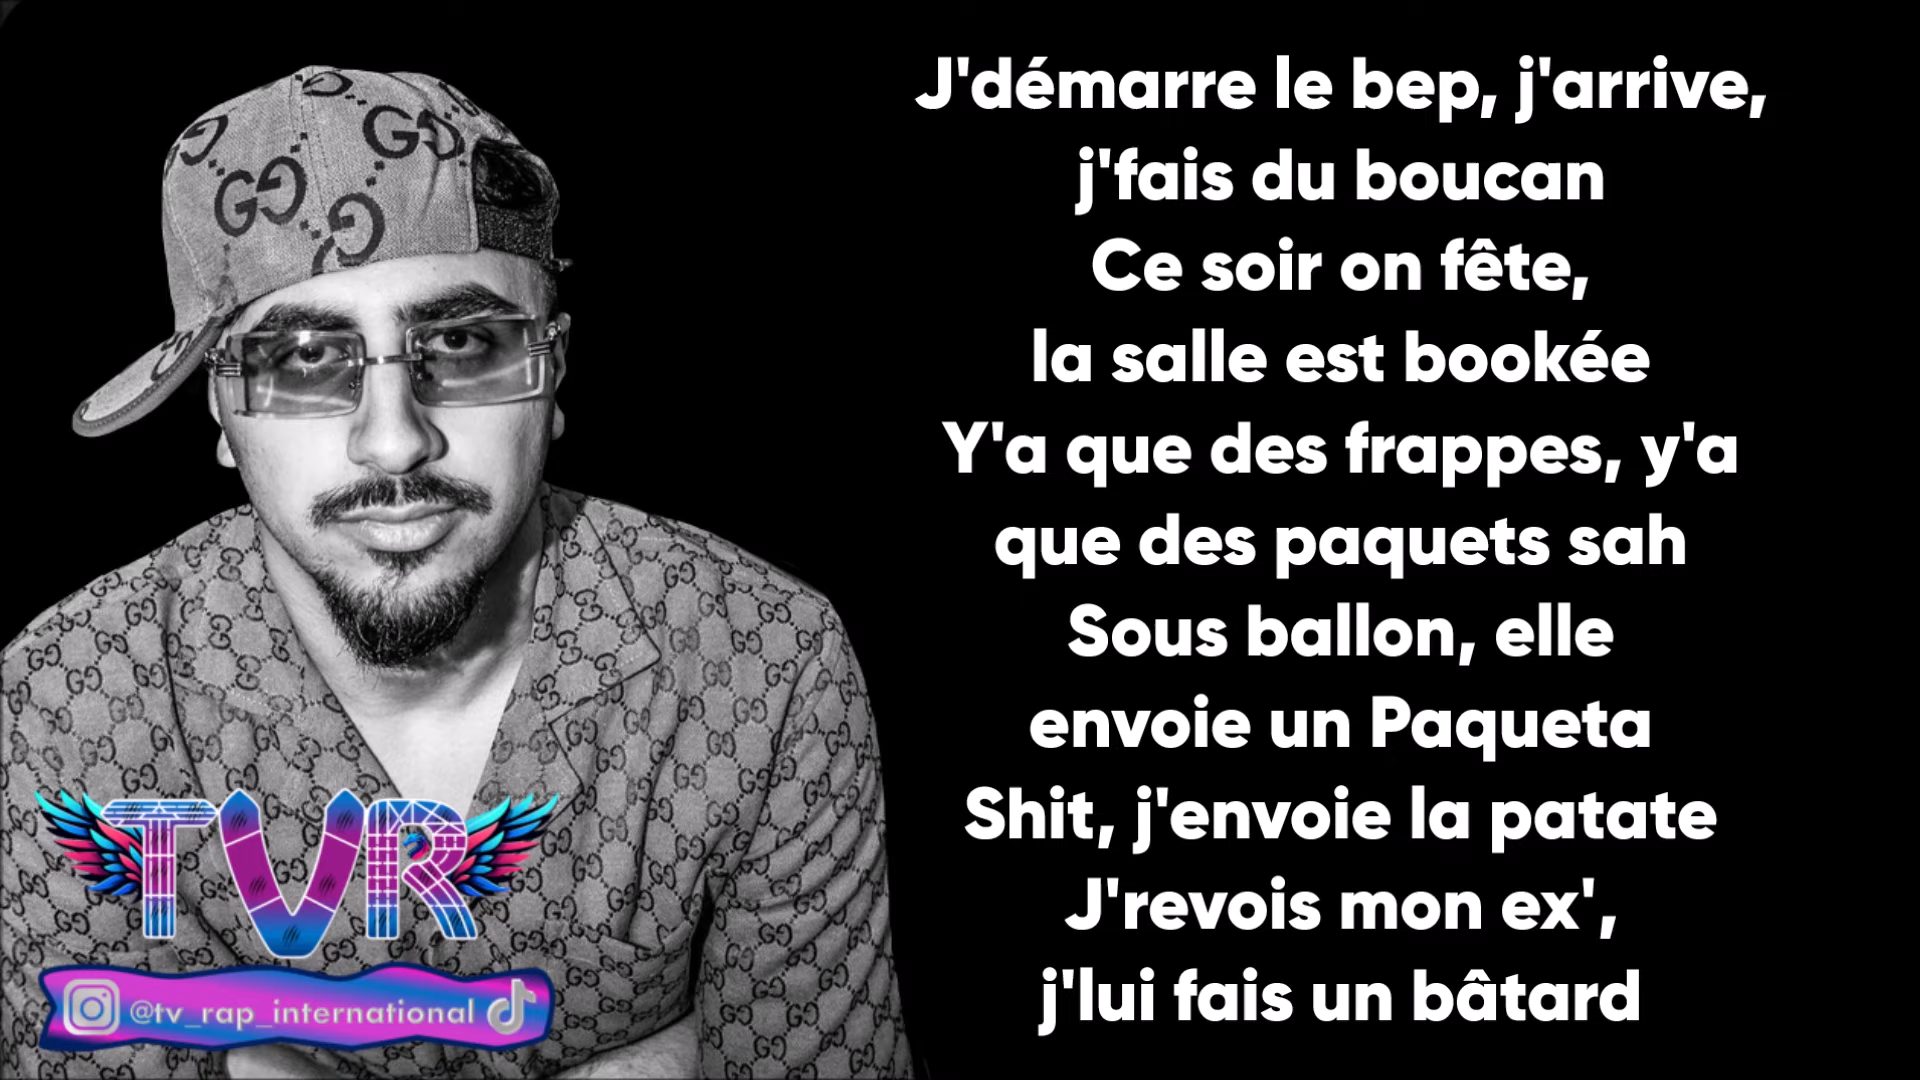 J'démarre le bep, j'arrive,
j'fais du boucan
Ce soir on fête,
la salle est bookée
Y'a que des frappes, y'a
que des paquets sah
Sous ballon, elle
envoie un Paqueta
Shit, j'envoie la patate
J'revois mon ex',
j'lui fais un bâtard
TVR
@tv_rap_international